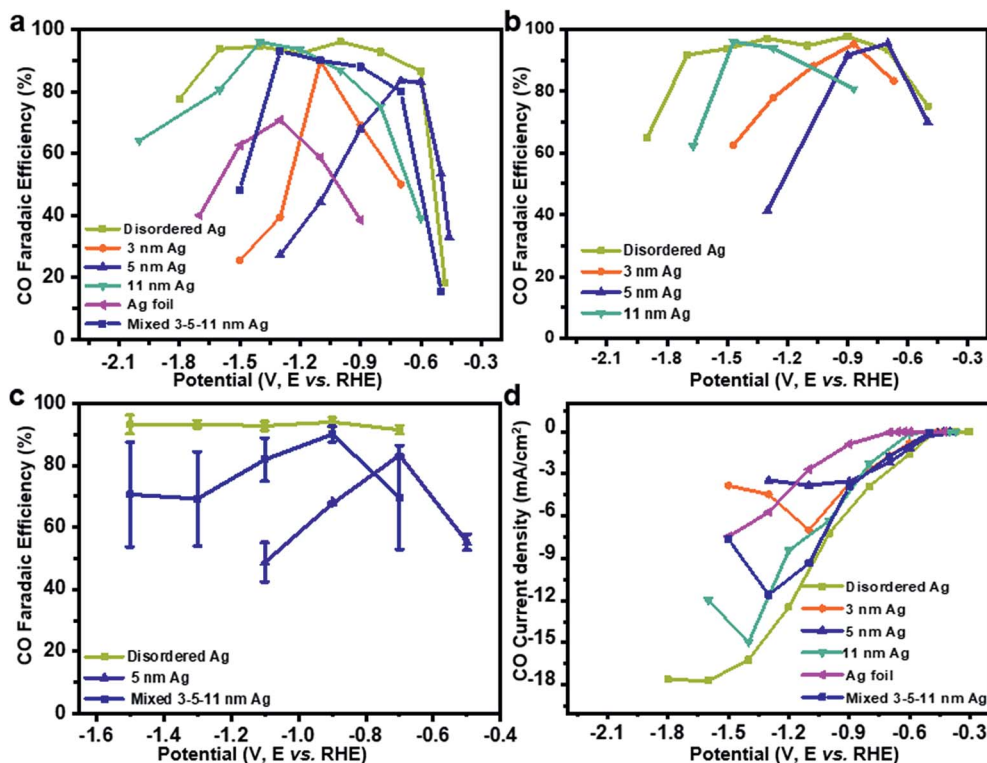 a
CO Faradaic Efficiency (%)
100
80
60
40
20
0
Disordered Ag
3 nm Ag
5 nm Ag
11 nm Ag
Ag foil
Mixed 3-5-11 nm Ag
-2.1 -1.8 -1.5 -1.2 -0.9 -0.6 -0.3
Potential (V, E vs. RHE)
b
CO Faradaic Efficiency (%)
100
80
60
40
20
0
Disordered Ag
3 nm Ag
5 nm Ag
11 nm Ag
-2.1 -1.8 -1.5 -1.2 -0.9 -0.6 -0.3
Potential (V, E vs. RHE)
c
CO Faradaic Efficiency (%)
100
80
60
40
20
0
Disordered Ag
5 nm Ag
Mixed 3-5-11 nm Ag
-1.6 -1.4 -1.2 -1.0 -0.8 -0.6 -0.4
Potential (V, E vs. RHE)
d
CO Current density (mA/cm²)
0
-3
-6
-9
-12
-15
-18
Disordered Ag
3 nm Ag
5 nm Ag
11 nm Ag
Ag foil
Mixed 3-5-11 nm Ag
-2.1 -1.8 -1.5 -1.2 -0.9 -0.6 -0.3
Potential (V, E vs. RHE)